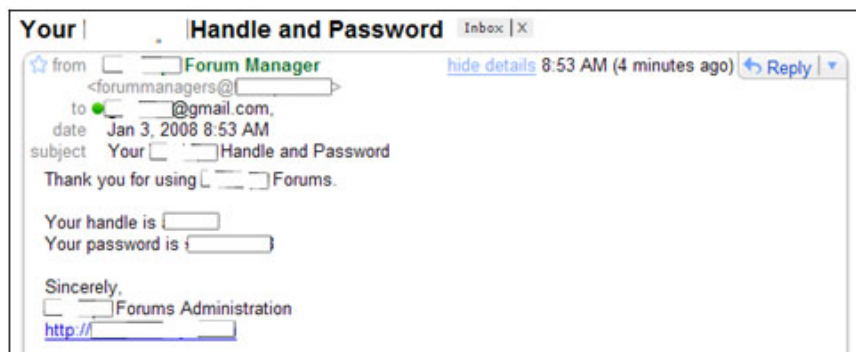 Your Handle and Password Inbox X
from Forum Manager hide details 8:53 AM (4 minutes ago) Reply
<forummanagers@ >
to @gmail.com,
date Jan 3, 2008 8:53 AM
subject Your Handle and Password
Thank you for using Forums.
Your handle is
Your password is
Sincerely,
Forums Administration
http://